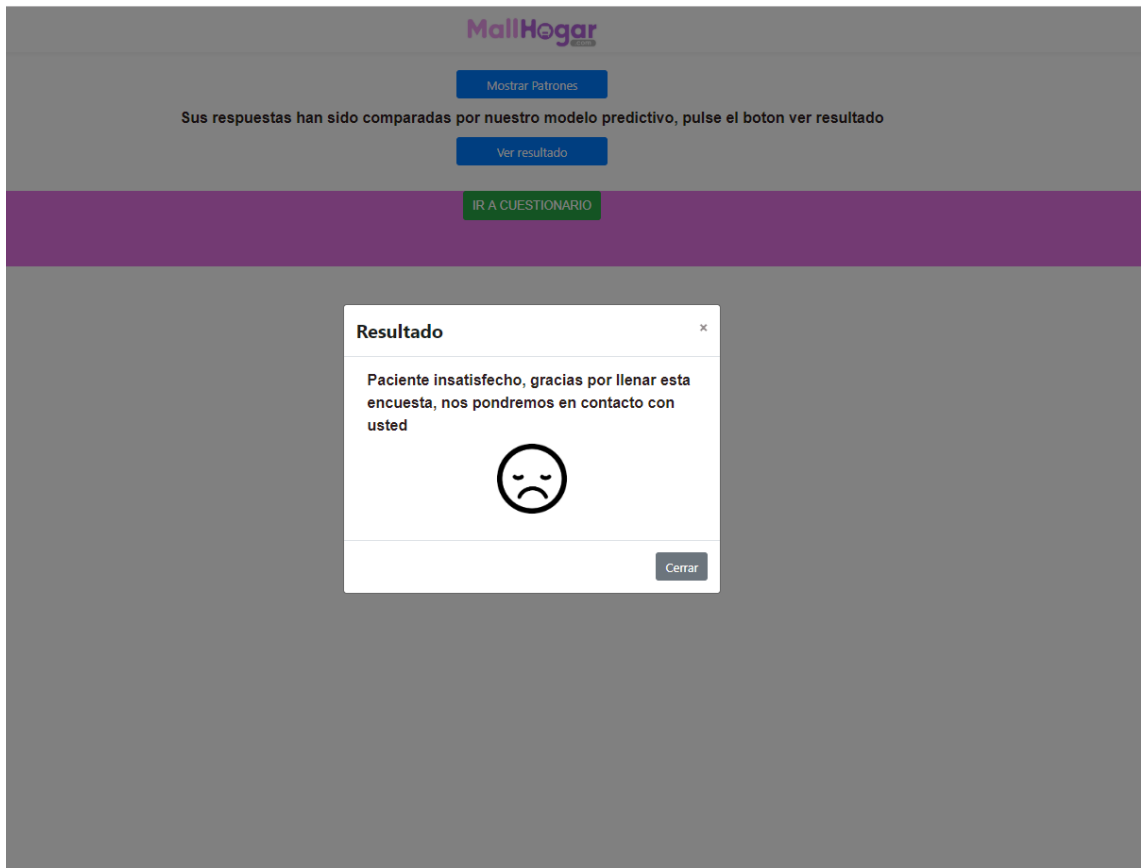 MallHogar
.com
Mostrar Patrones
Sus respuestas han sido comparadas por nuestro modelo predictivo, pulse el boton ver resultado
Ver resultado
IR A CUESTIONARIO
Resultado ×
Paciente insatisfecho, gracias por llenar esta
encuesta, nos pondremos en contacto con
usted
Cerrar